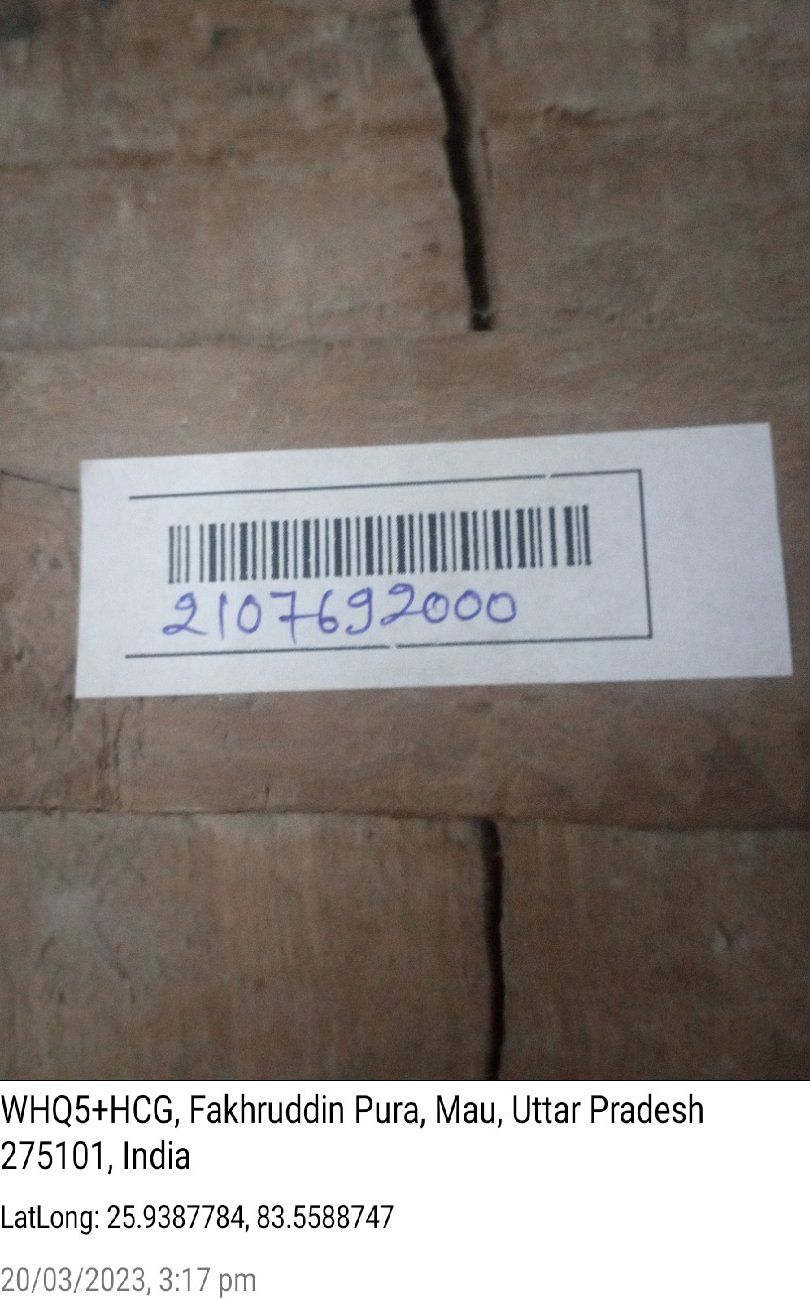 2107692000
WHQ5+HCG, Fakhruddin Pura, Mau, Uttar Pradesh
275101, India
LatLong: 25.9387784, 83.5588747
20/03/2023, 3:17 pm